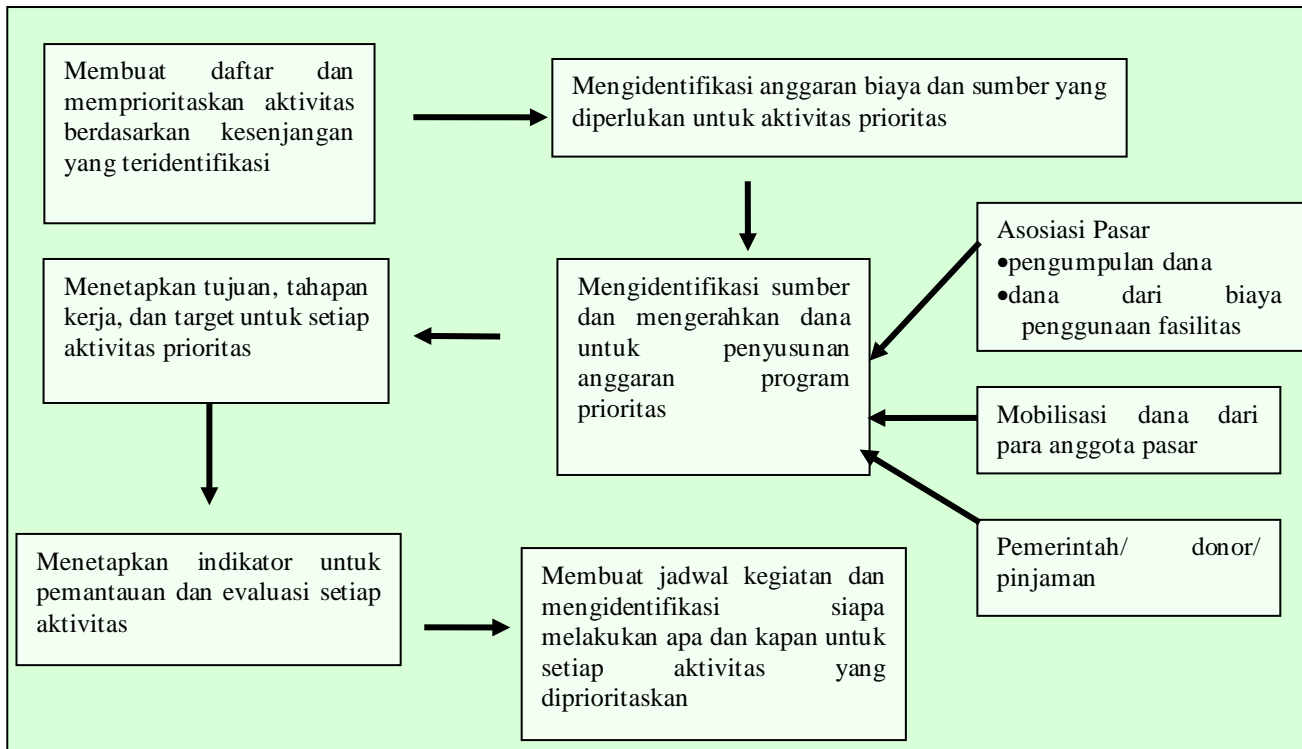 Membuat daftar dan
memprioritaskan aktivitas
berdasarkan kesenjangan
yang teridentifikasi
Mengidentifikasi anggaran biaya dan sumber yang
diperlukan untuk aktivitas prioritas
Asosiasi Pasar
•pengumpulan dana
•dana dari biaya
penggunaan fasilitas
Menetapkan tujuan, tahapan
kerja, dan target untuk setiap
aktivitas prioritas
Mengidentifikasi sumber
dan mengerahkan dana
untuk penyusunan
anggaran program
prioritas
Mobilisasi dana dari
para anggota pasar
Pemerintah/ donor/
pinjaman
Menetapkan indikator untuk
pemantauan dan evaluasi setiap
aktivitas
Membuat jadwal kegiatan dan
mengidentifikasi siapa
melakukan apa dan kapan untuk
setiap aktivitas yang
diprioritaskan